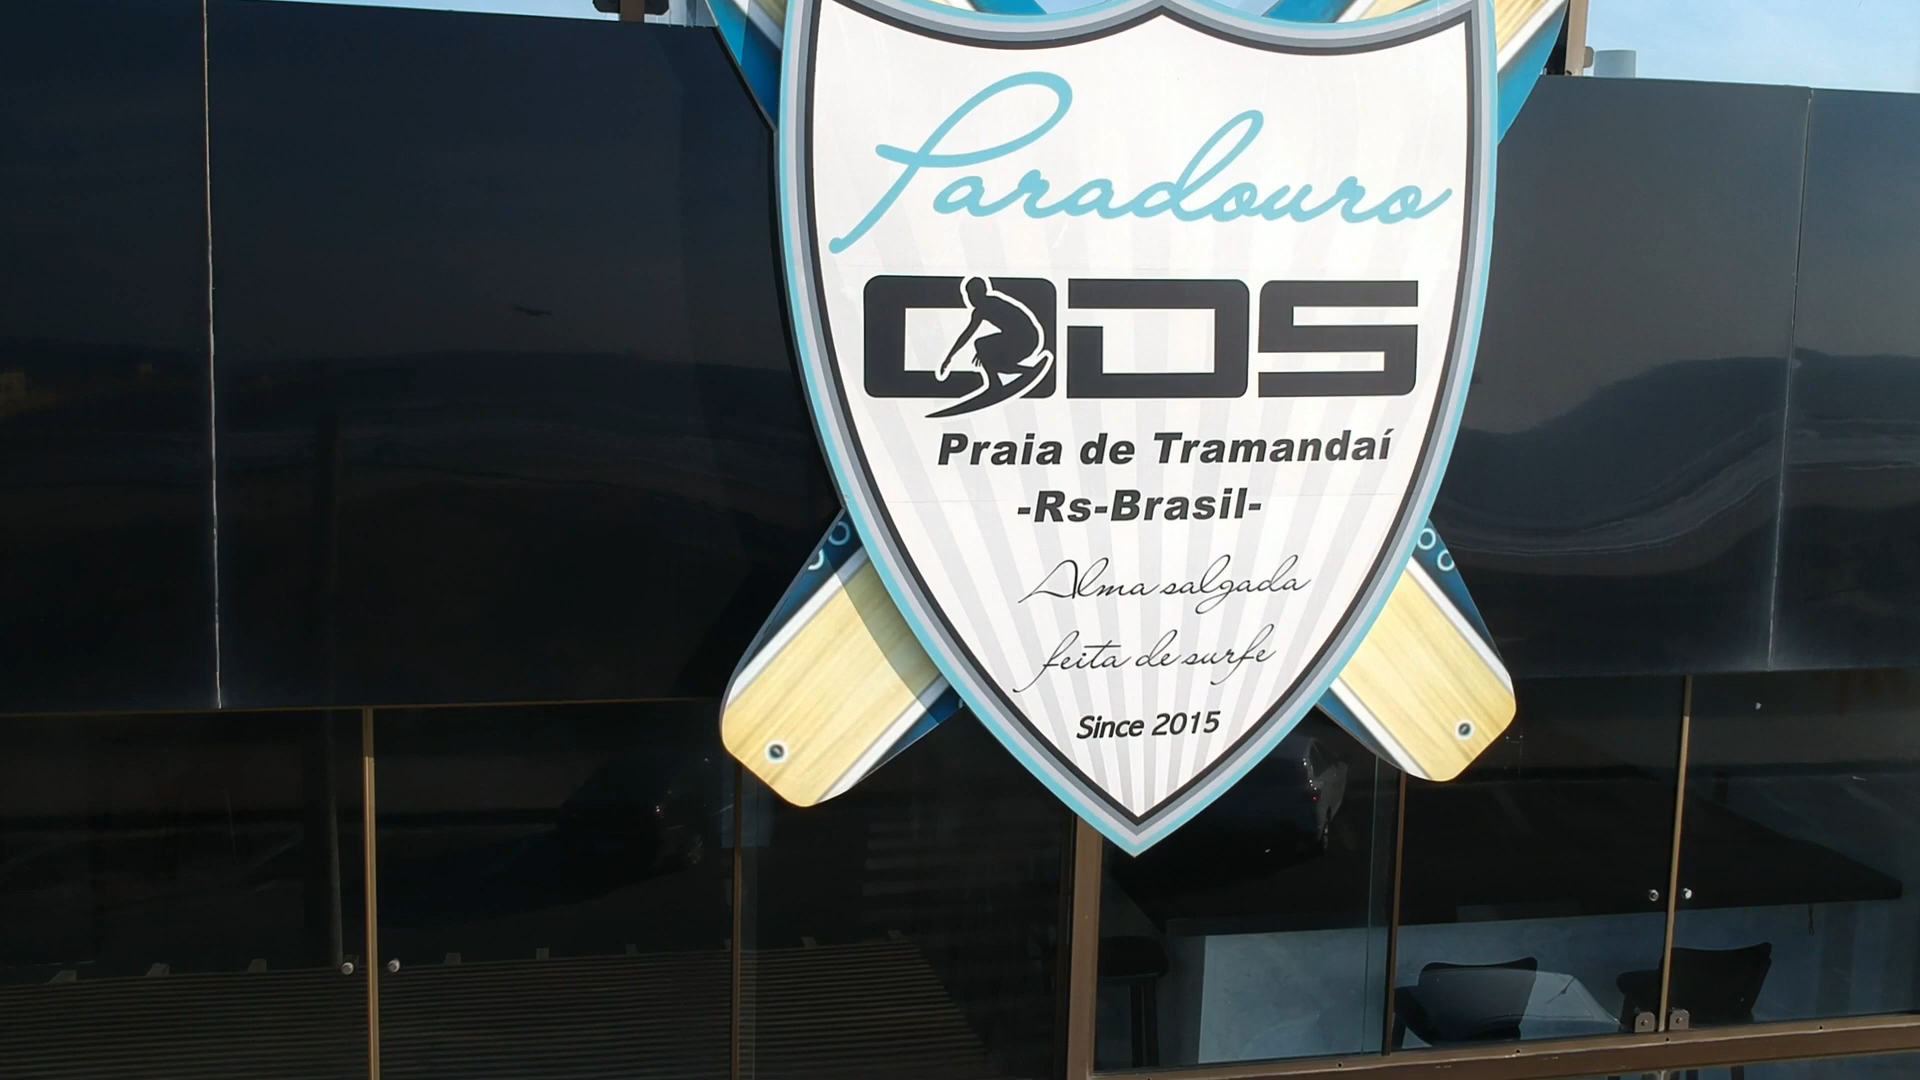 Paradouro
ODS
Praia de Tramandaí
-Rs-Brasil-
Alma salgada
feita de surfe
Since 2015